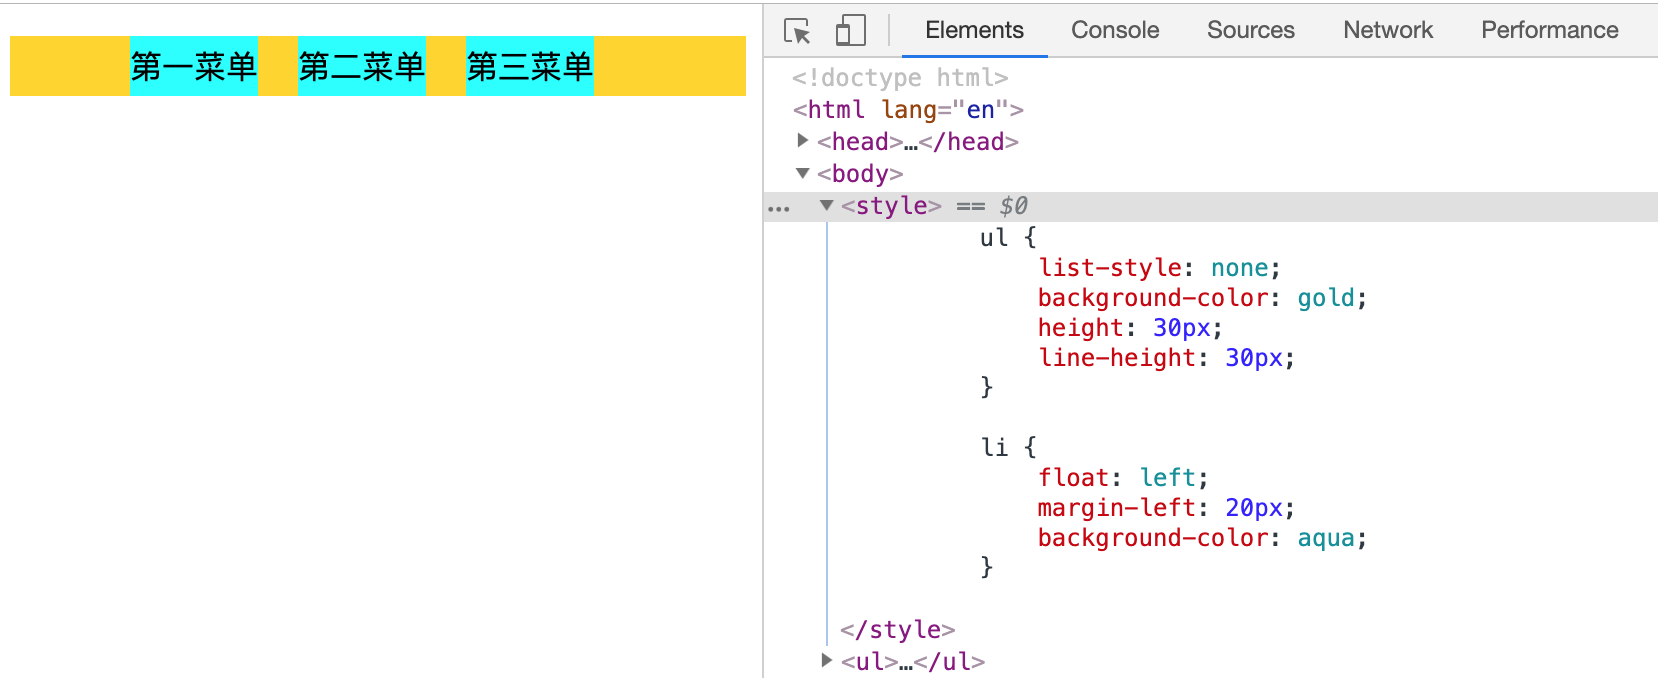 第一菜单 第二菜单 第三菜单
Elements Console Sources Network Performance
<!doctype html>
<html lang="en">
<head>…</head>
<body>
… <style> == $0
ul {
list-style: none;
background-color: gold;
height: 30px;
line-height: 30px;
}
li {
float: left;
margin-left: 20px;
background-color: aqua;
}
</style>
<ul>…</ul>